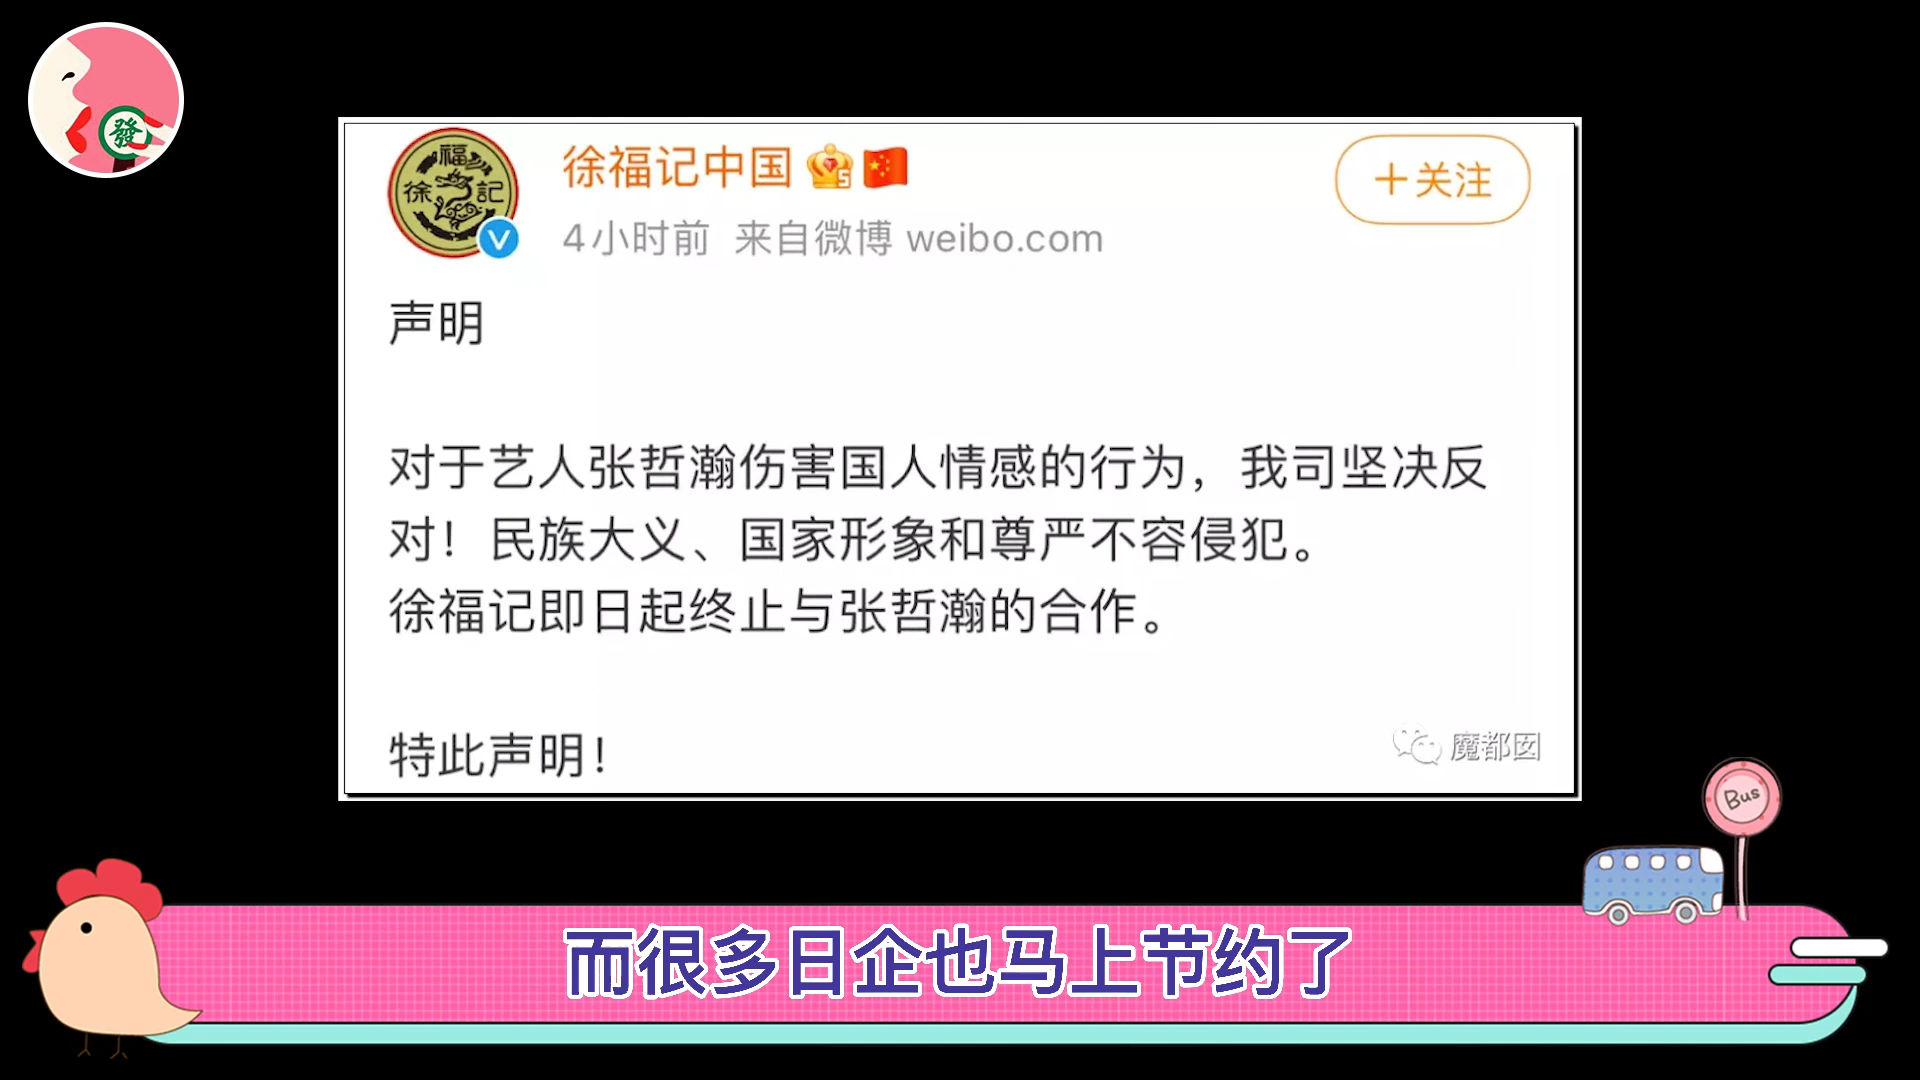 發
福
徐 記
徐福记中国
+关注
4小时前 来自微博 weibo.com
声明
对于艺人张哲瀚伤害国人情感的行为，我司坚决反
对！民族大义、国家形象和尊严不容侵犯。
徐福记即日起终止与张哲瀚的合作。
特此声明！
魔都囡
Bus
而很多日企也马上节约了